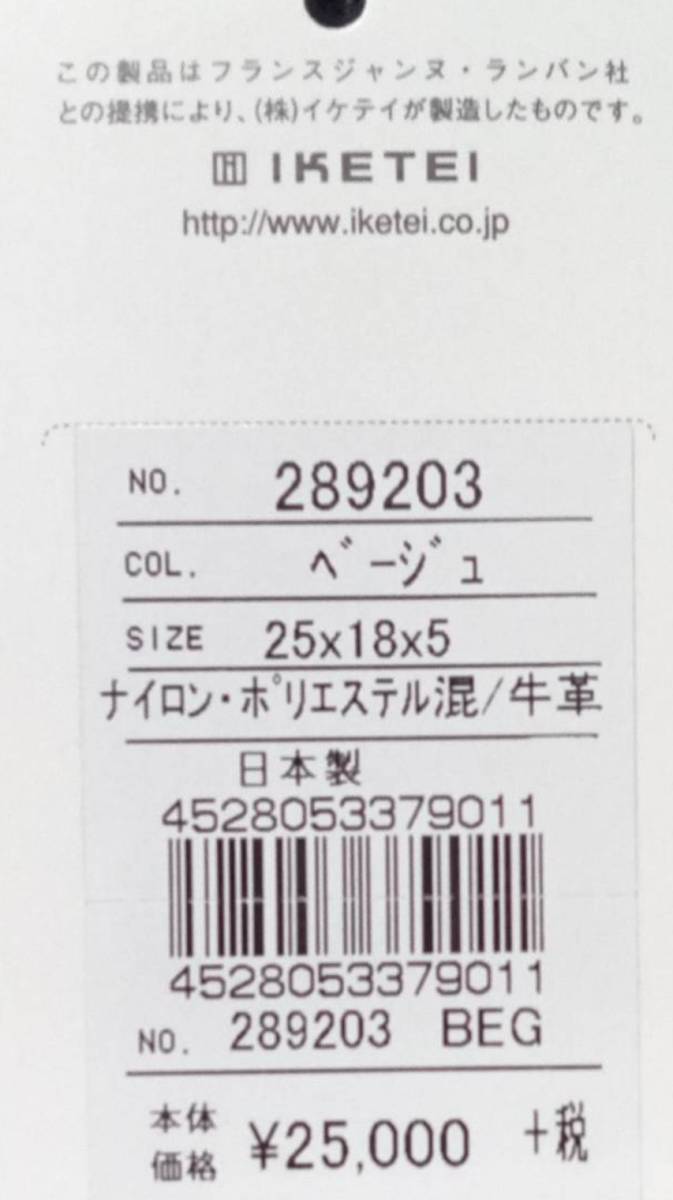 この製品はフランスジャンヌ・ランバン社
との提携により、(株)イケテイが製造したものです。
IKETEI
http://www.iketei.co.jp
NO. 289203
COL. ベージュ
SIZE 25x18x5
ナイロン・ポリエステル混/牛革
日本製
4528053379011
4528053379011
NO. 289203 BEG
本体価格 ¥25,000 +税